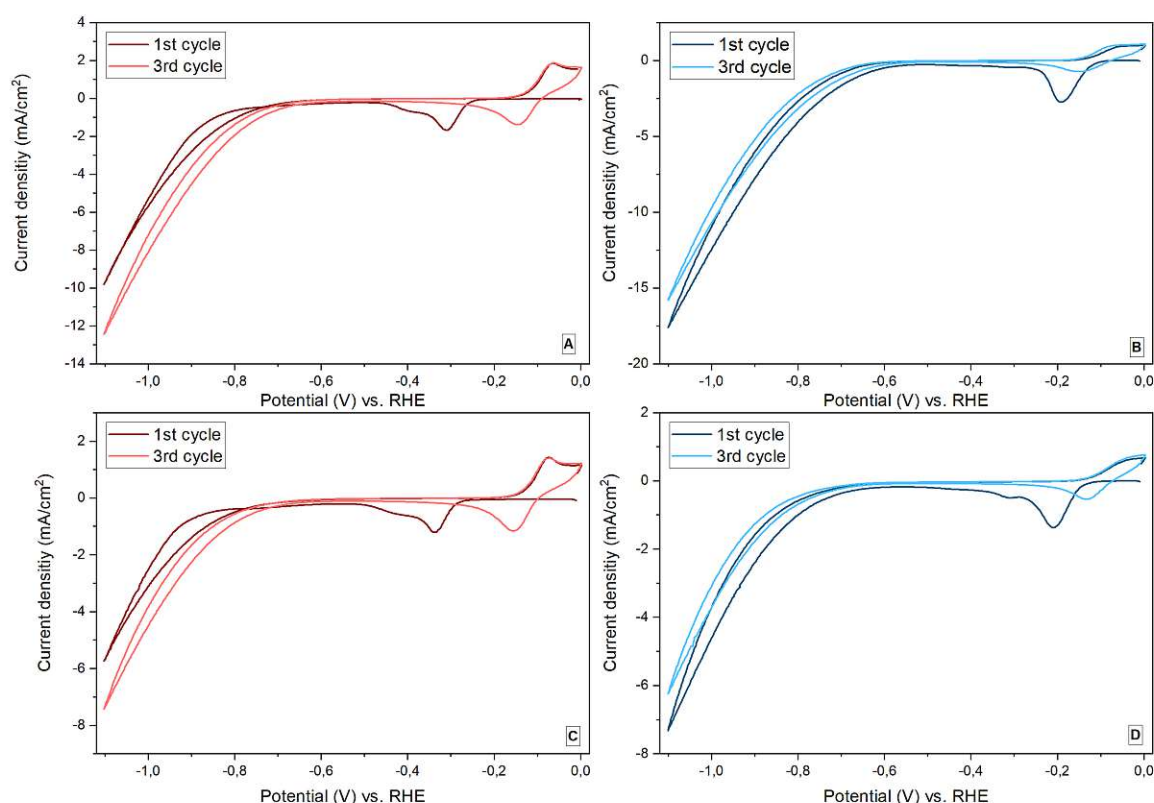 1st cycle
3rd cycle
Current densitiy (mA/cm²)
4
2
0
-2
-4
-6
-8
-10
-12
-14
-1,0
-0,8
-0,6
-0,4
-0,2
0,0
Potential (V) vs. RHE
A
1st cycle
3rd cycle
Current densitiy (mA/cm²)
0
-5
-10
-15
-20
-1,0
-0,8
-0,6
-0,4
-0,2
0,0
Potential (V) vs. RHE
B
1st cycle
3rd cycle
Current densitiy (mA/cm²)
2
0
-2
-4
-6
-8
-1,0
-0,8
-0,6
-0,4
-0,2
0,0
Potential (V) vs. RHE
C
1st cycle
3rd cycle
Current densitiy (mA/cm²)
2
0
-2
-4
-6
-8
-1,0
-0,8
-0,6
-0,4
-0,2
0,0
Potential (V) vs. RHE
D